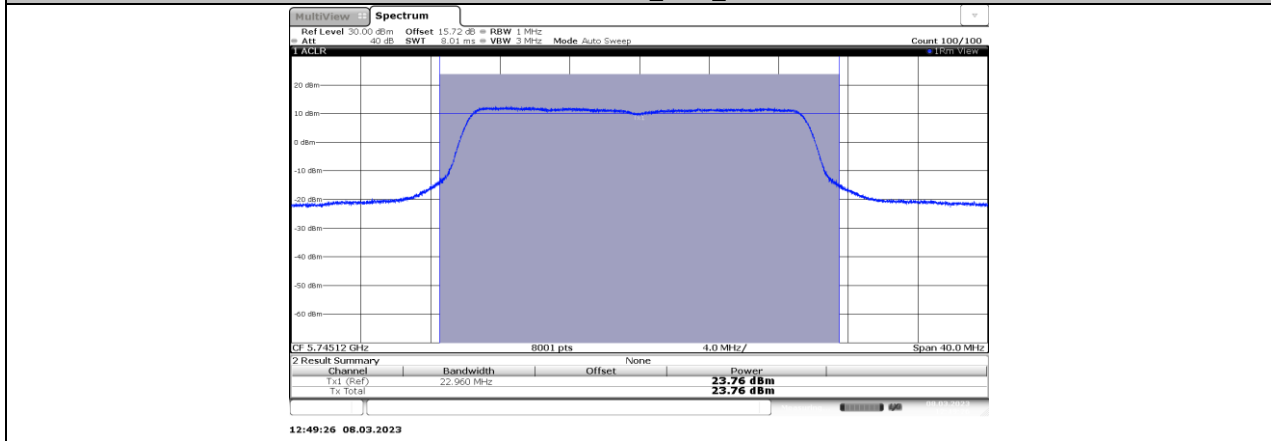 MultiView Spectrum
Ref Level 30.00 dBm Offset 15.72 dB RBW 1 MHz
Att 40 dB SWT 8.01 ms VBW 3 MHz Mode Auto Sweep Count 100/100
1 ACLR 1Rm View
20 dBm
10 dBm
0 dBm
-10 dBm
-20 dBm
-30 dBm
-40 dBm
-50 dBm
-60 dBm
CF 5.74512 GHz 8001 pts 4.0 MHz/ Span 40.0 MHz
2 Result Summary None
Channel Bandwidth Offset Power
Tx1 (Ref) 22.960 MHz 23.76 dBm
Tx Total 23.76 dBm
08.03.2023
12:49:26 08.03.2023